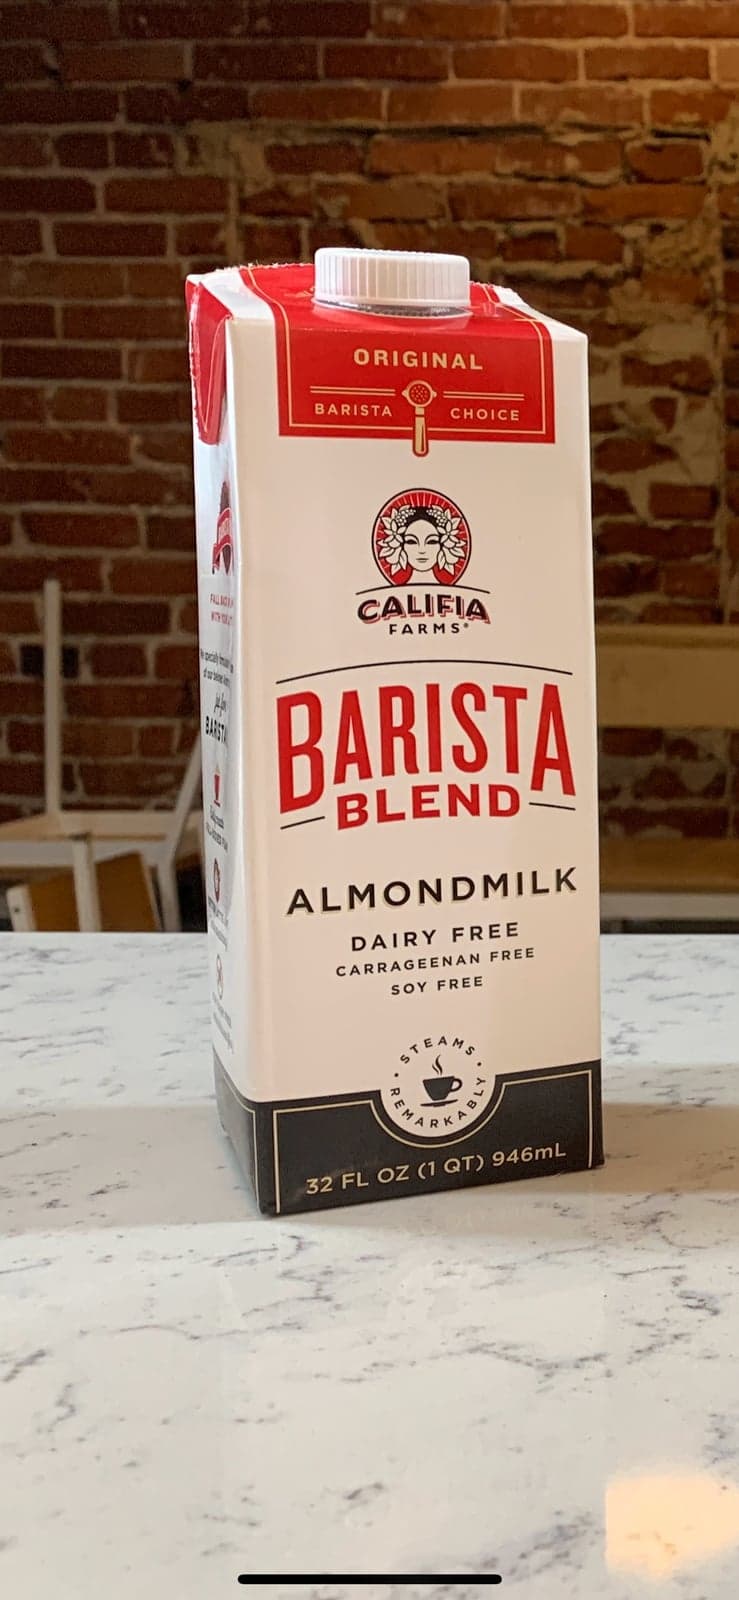 ORIGINAL
BARISTA CHOICE
CALIFIA
FARMS®
BARISTA
BLEND
ALMONDMILK
DAIRY FREE
CARRAGEENAN FREE
SOY FREE
STEAMS
REMARKABLY
32 FL OZ (1 QT) 946mL
BARISTA